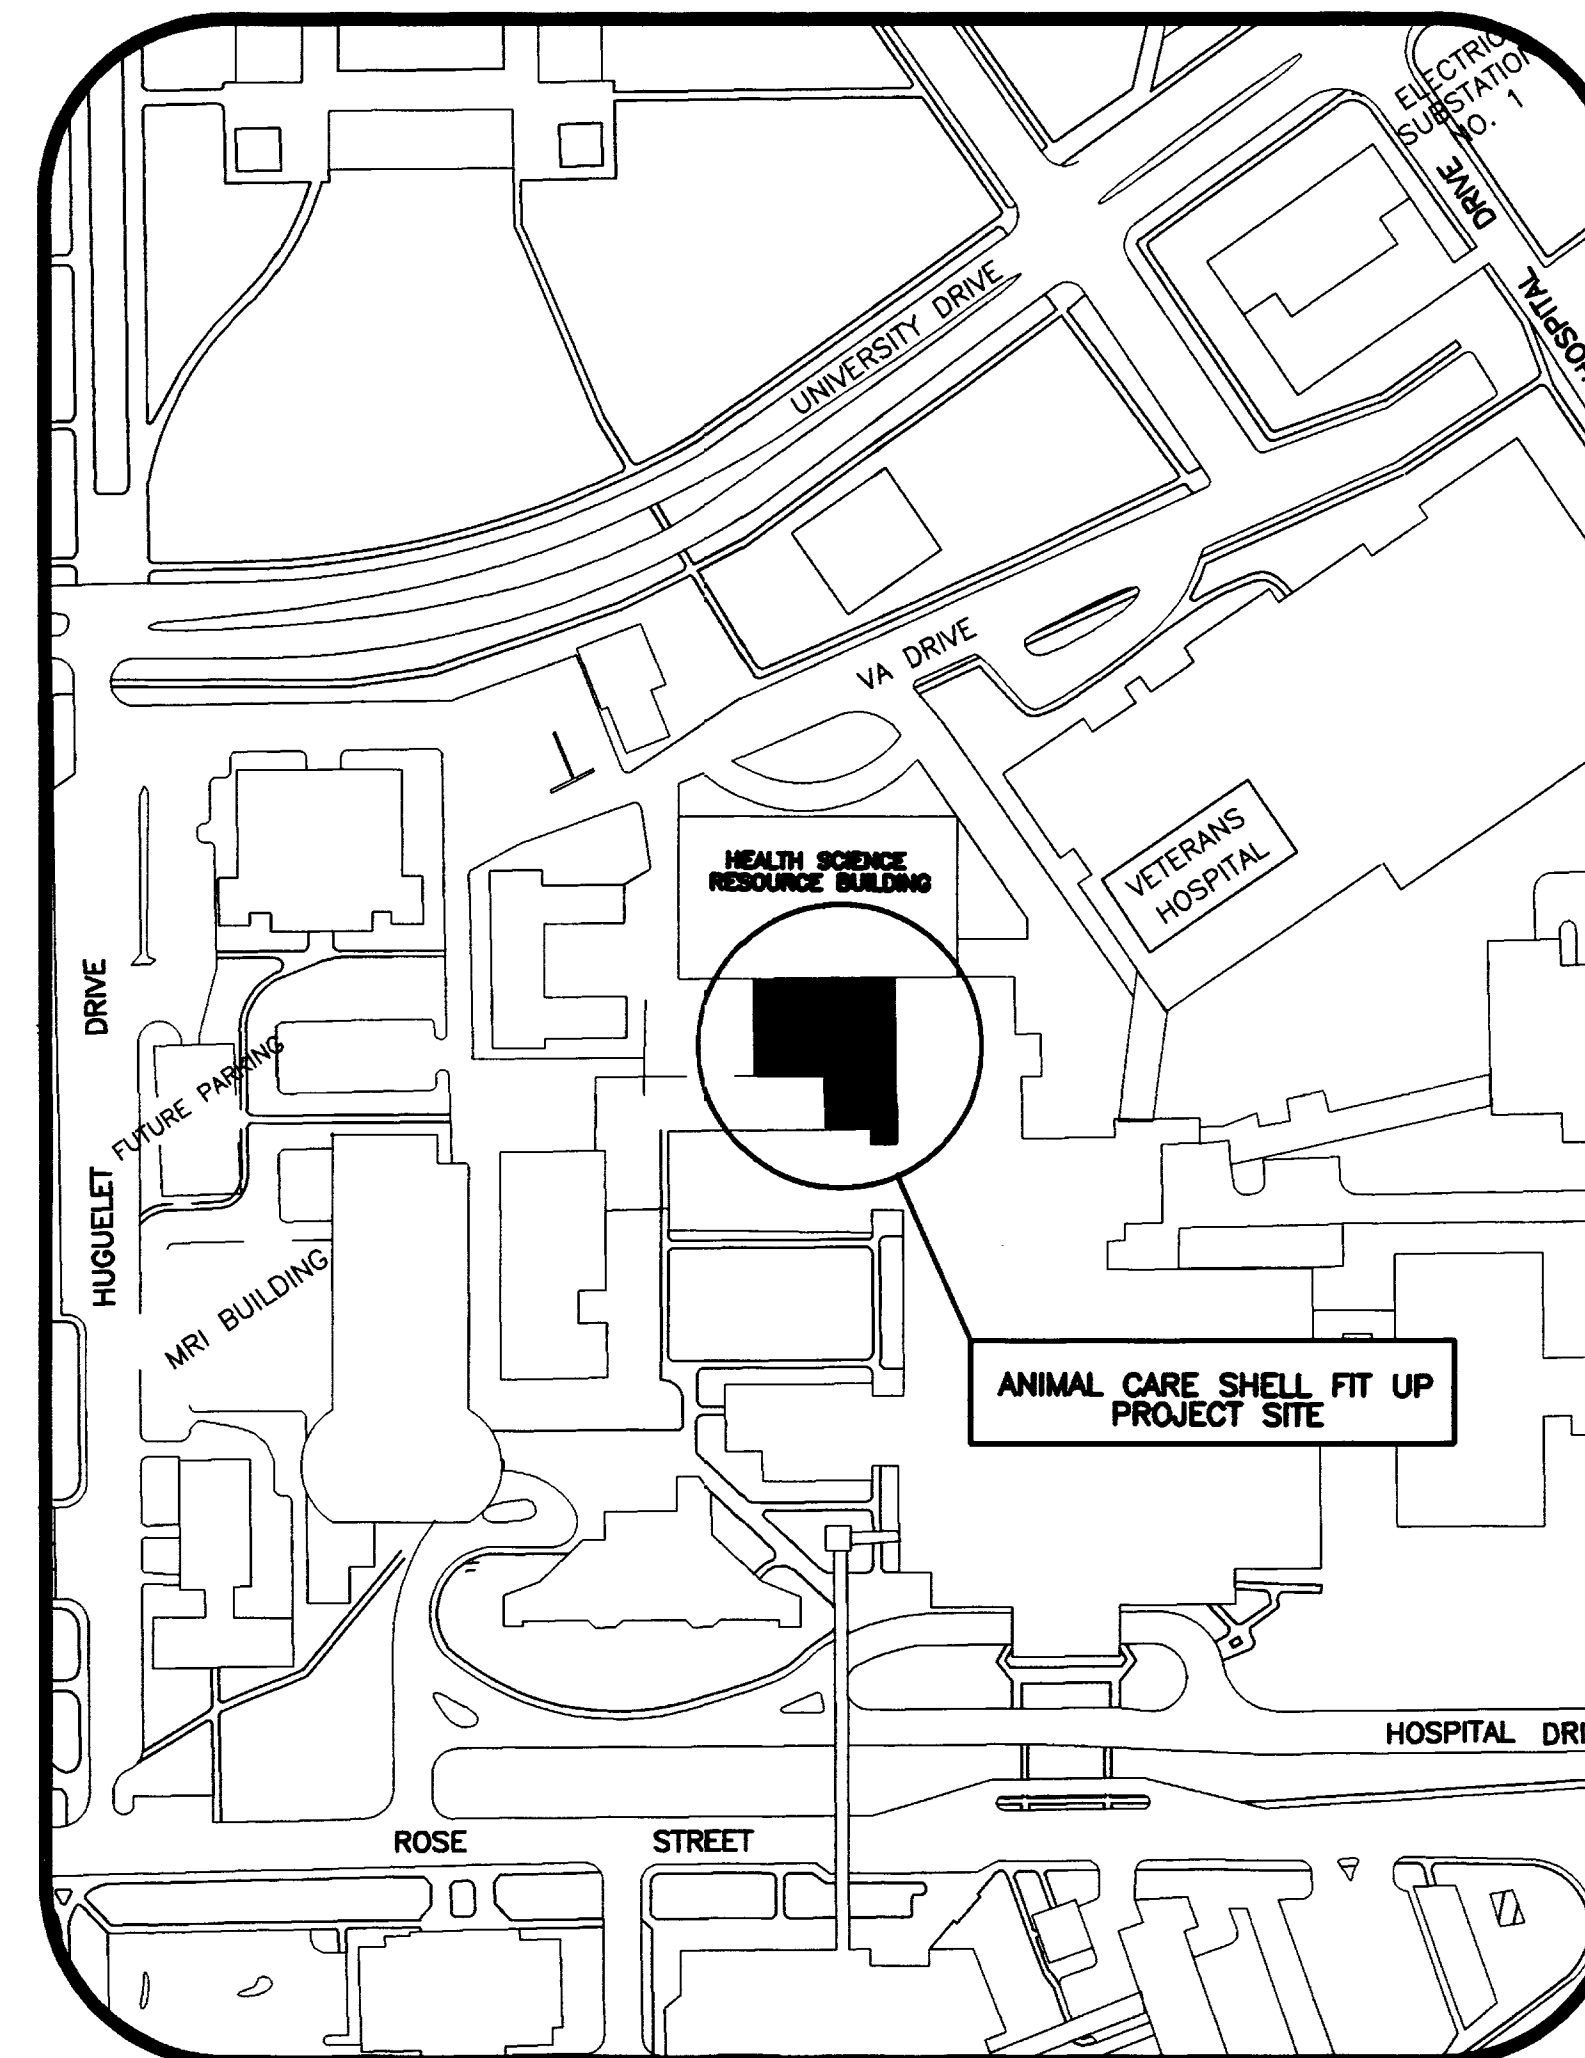 ELECTRIC
SUBSTATION
NO. 1
DRIVE
HOSPITAL
UNIVERSITY DRIVE
VA DRIVE
VETERANS
HOSPITAL
HEALTH SCIENCE
RESOURCE BUILDING
HUGUELET DRIVE
FUTURE PARKING
MRI BUILDING
ANIMAL CARE SHELL FIT UP
PROJECT SITE
HOSPITAL DRI
ROSE STREET